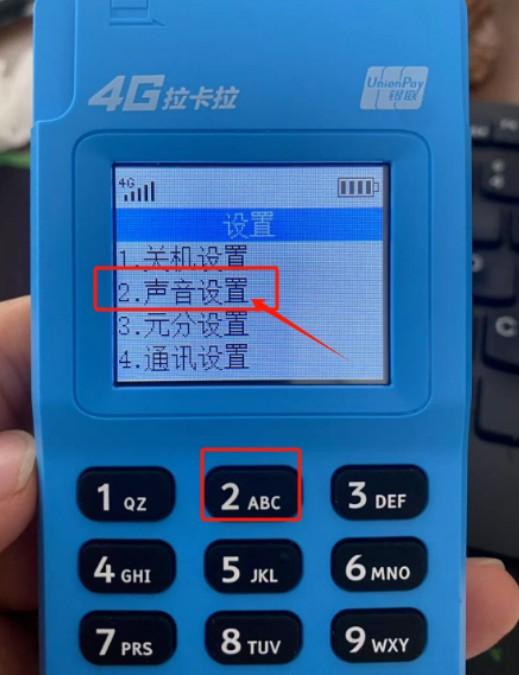 4G拉卡拉
UnionPay
银联
4G
设置
1.关机设置
2.声音设置
3.元分设置
4.通讯设置
1 QZ
2 ABC
3 DEF
4 GHI
5 JKL
6 MNO
7 PRS
8 TUV
9 WXY
C